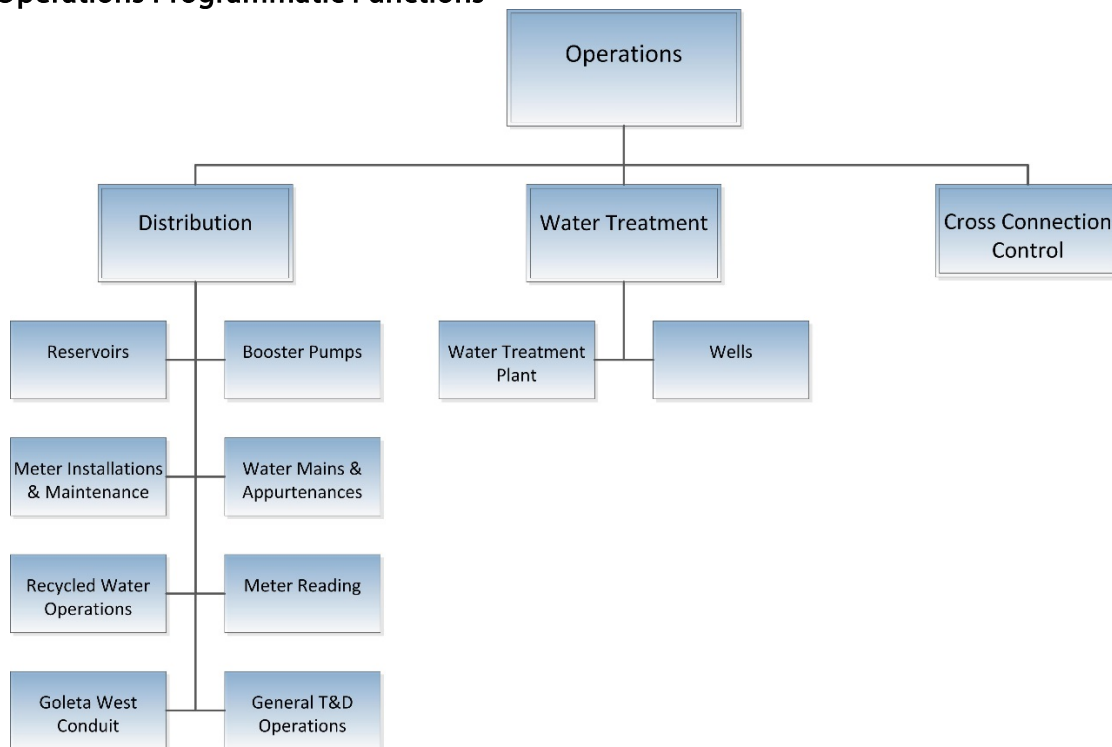 Operations Programmatic Functions
Operations
Distribution
Water Treatment
Cross Connection
Control
Reservoirs
Booster Pumps
Water Treatment
Plant
Wells
Meter Installations
& Maintenance
Water Mains &
Appurtenances
Recycled Water
Operations
Meter Reading
Goleta West
Conduit
General T&D
Operations